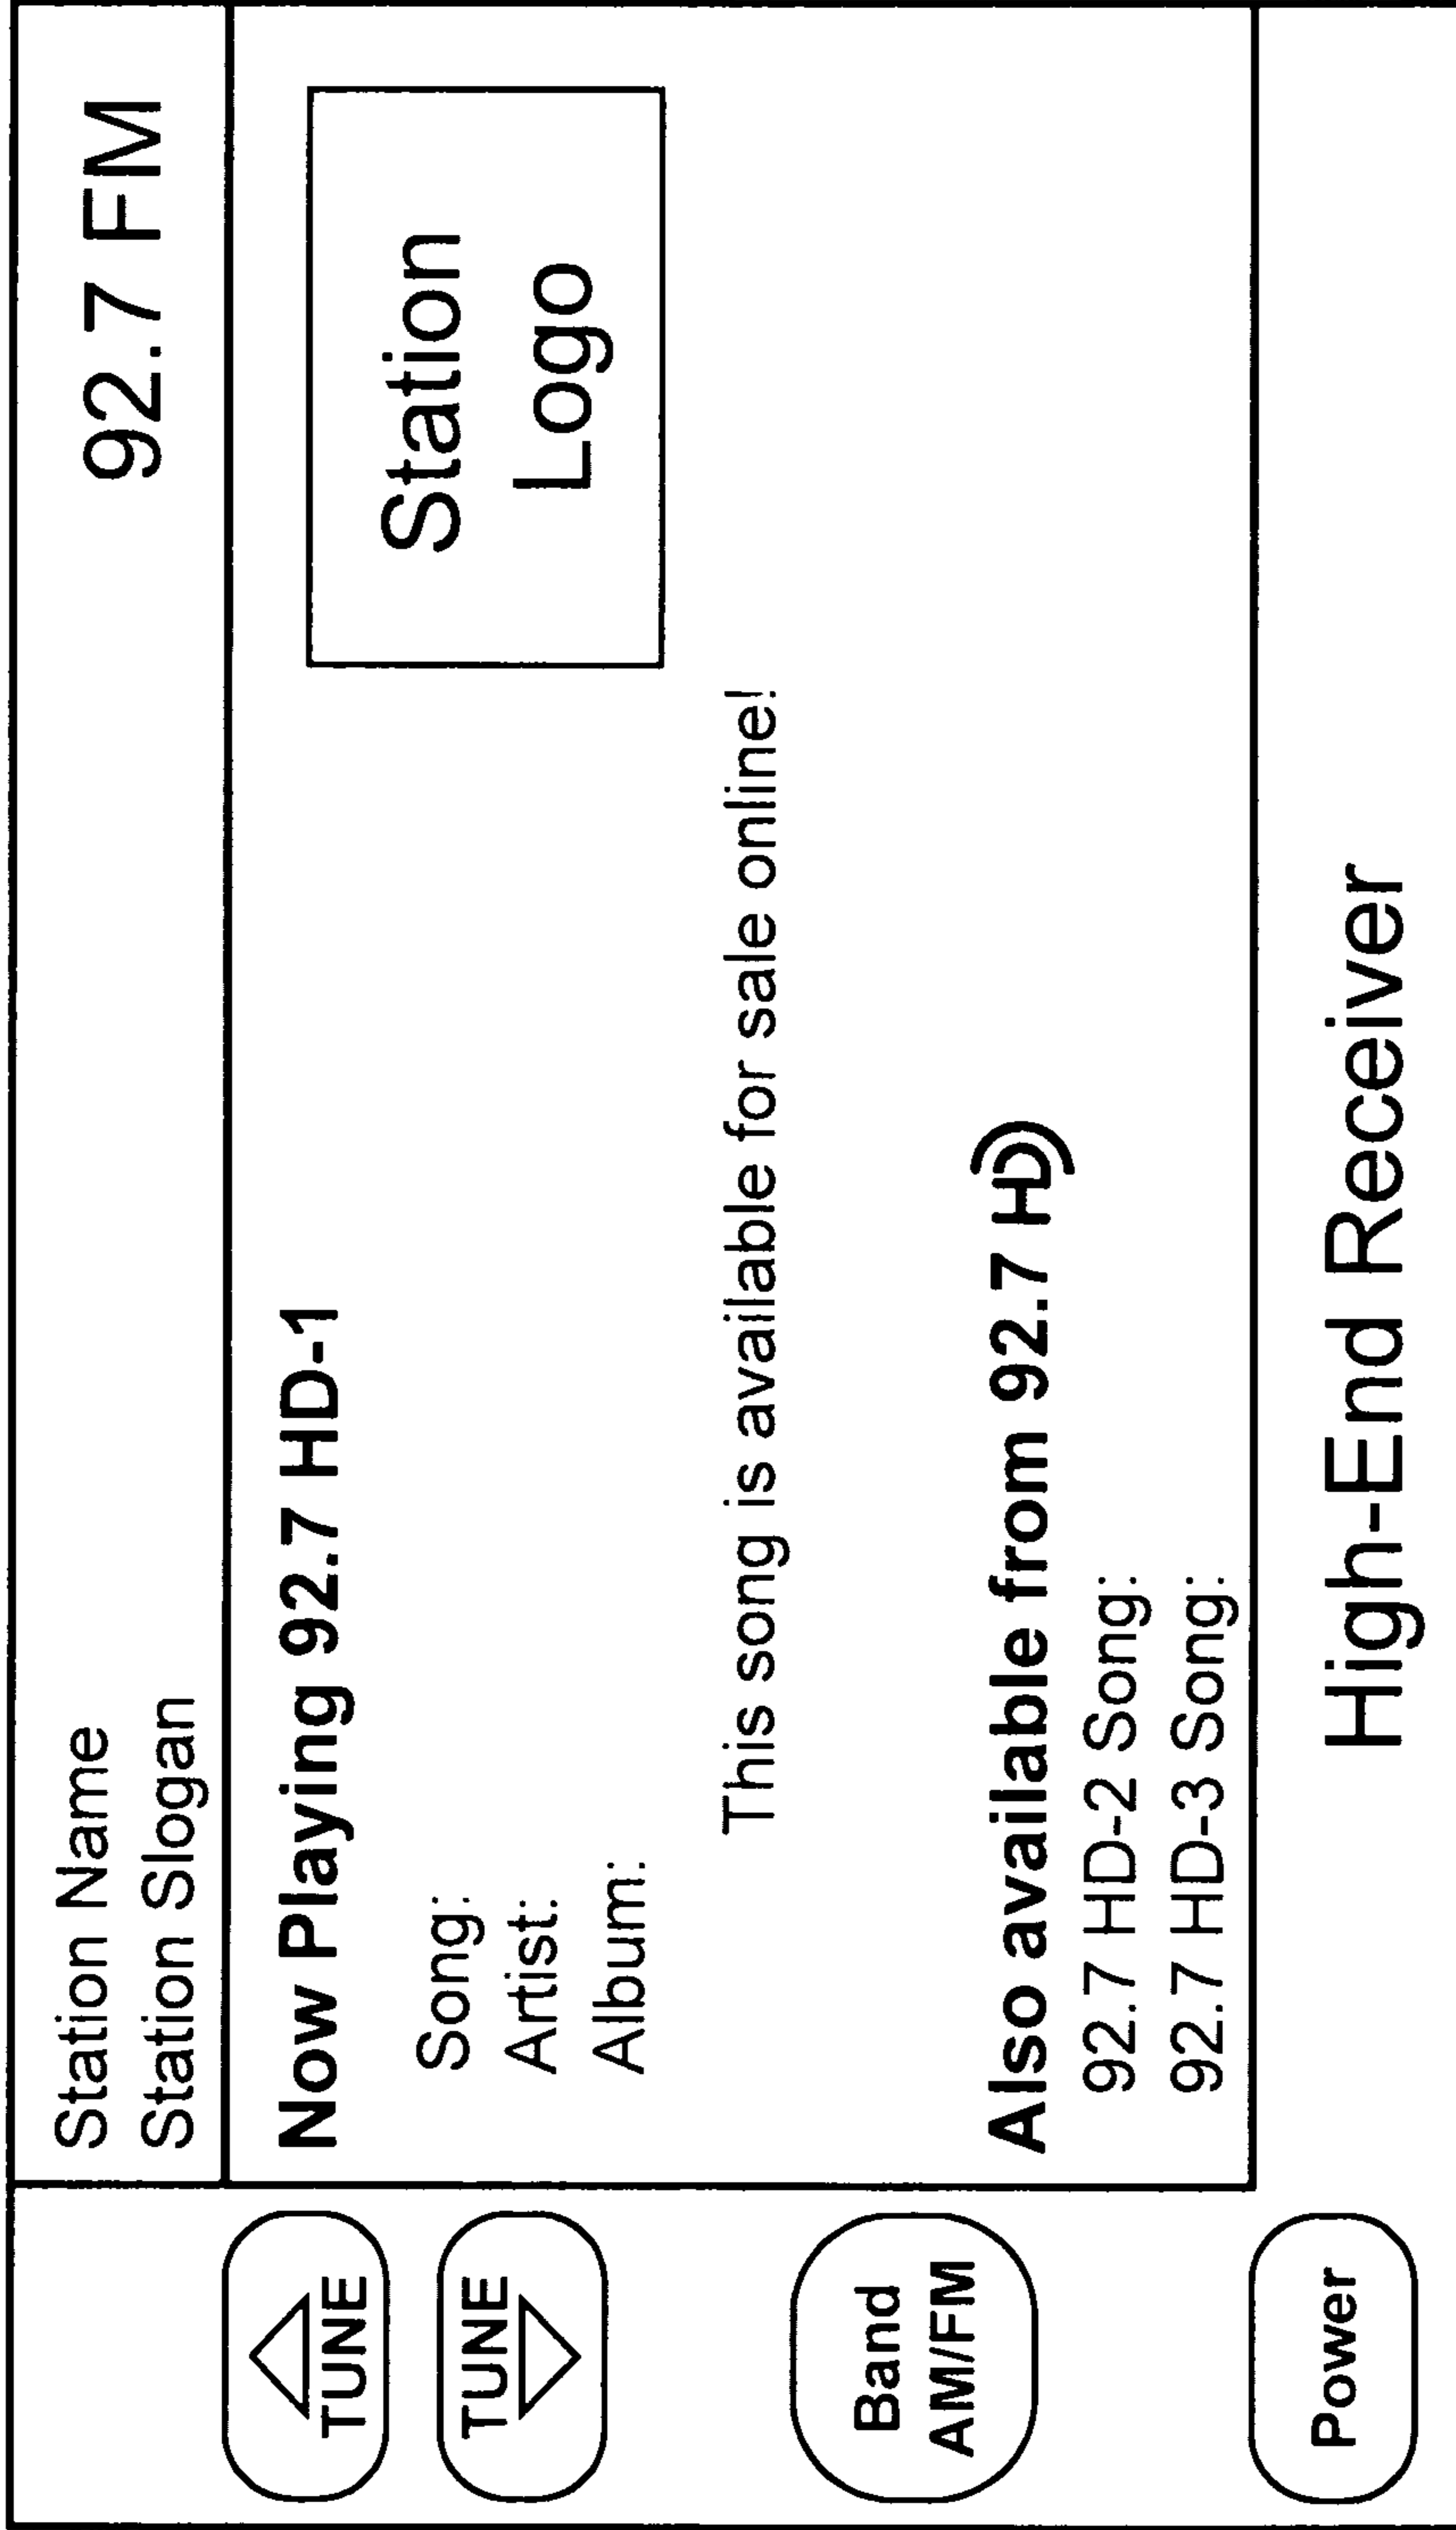 Station Name
Station Slogan
92.7 FM
TUNE
TUNE
Band
AM/FM
Power
Now Playing 92.7 HD-1
Song:
Artist:
Album:
Station
Logo
This song is available for sale online!
Also available from 92.7 HD
92.7 HD-2 Song:
92.7 HD-3 Song:
High-End Receiver